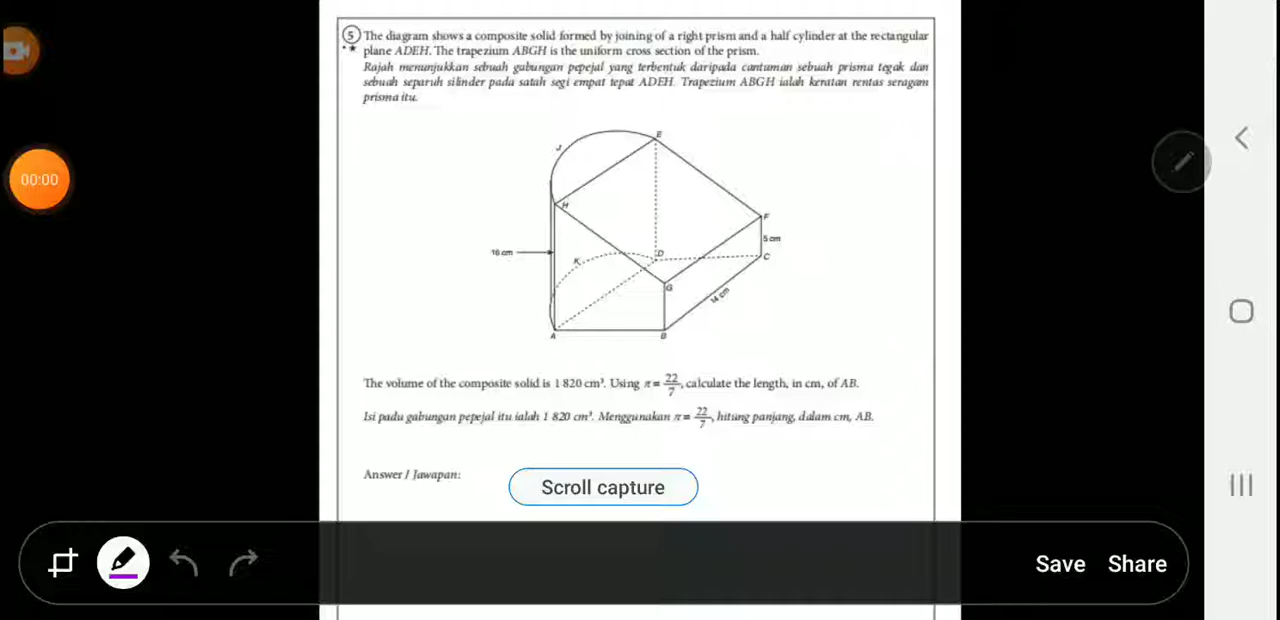 00:00
5 The diagram shows a composite solid formed by joining of a right prism and a half cylinder at the rectangular
plane ADEH. The trapezium ABGH is the uniform cross section of the prism.
Rajah menunjukkan sebuah gabungan pepejal yang terbentuk daripada cantuman sebuah prisma tegak dan
sebuah separuh silinder pada satah segi empat tepat ADEH. Trapezium ABGH ialah keratan rentas seragam
prisma itu.
E
J
H
F
5 cm
16 cm
D
C
K
G
14 cm
A
B
The volume of the composite solid is 1 820 cm³. Using π = 22/7, calculate the length, in cm, of AB.
Isi padu gabungan pepejal itu ialah 1 820 cm³. Menggunakan π = 22/7, hitung panjang, dalam cm, AB.
Answer / Jawapan:
Scroll capture
Save Share